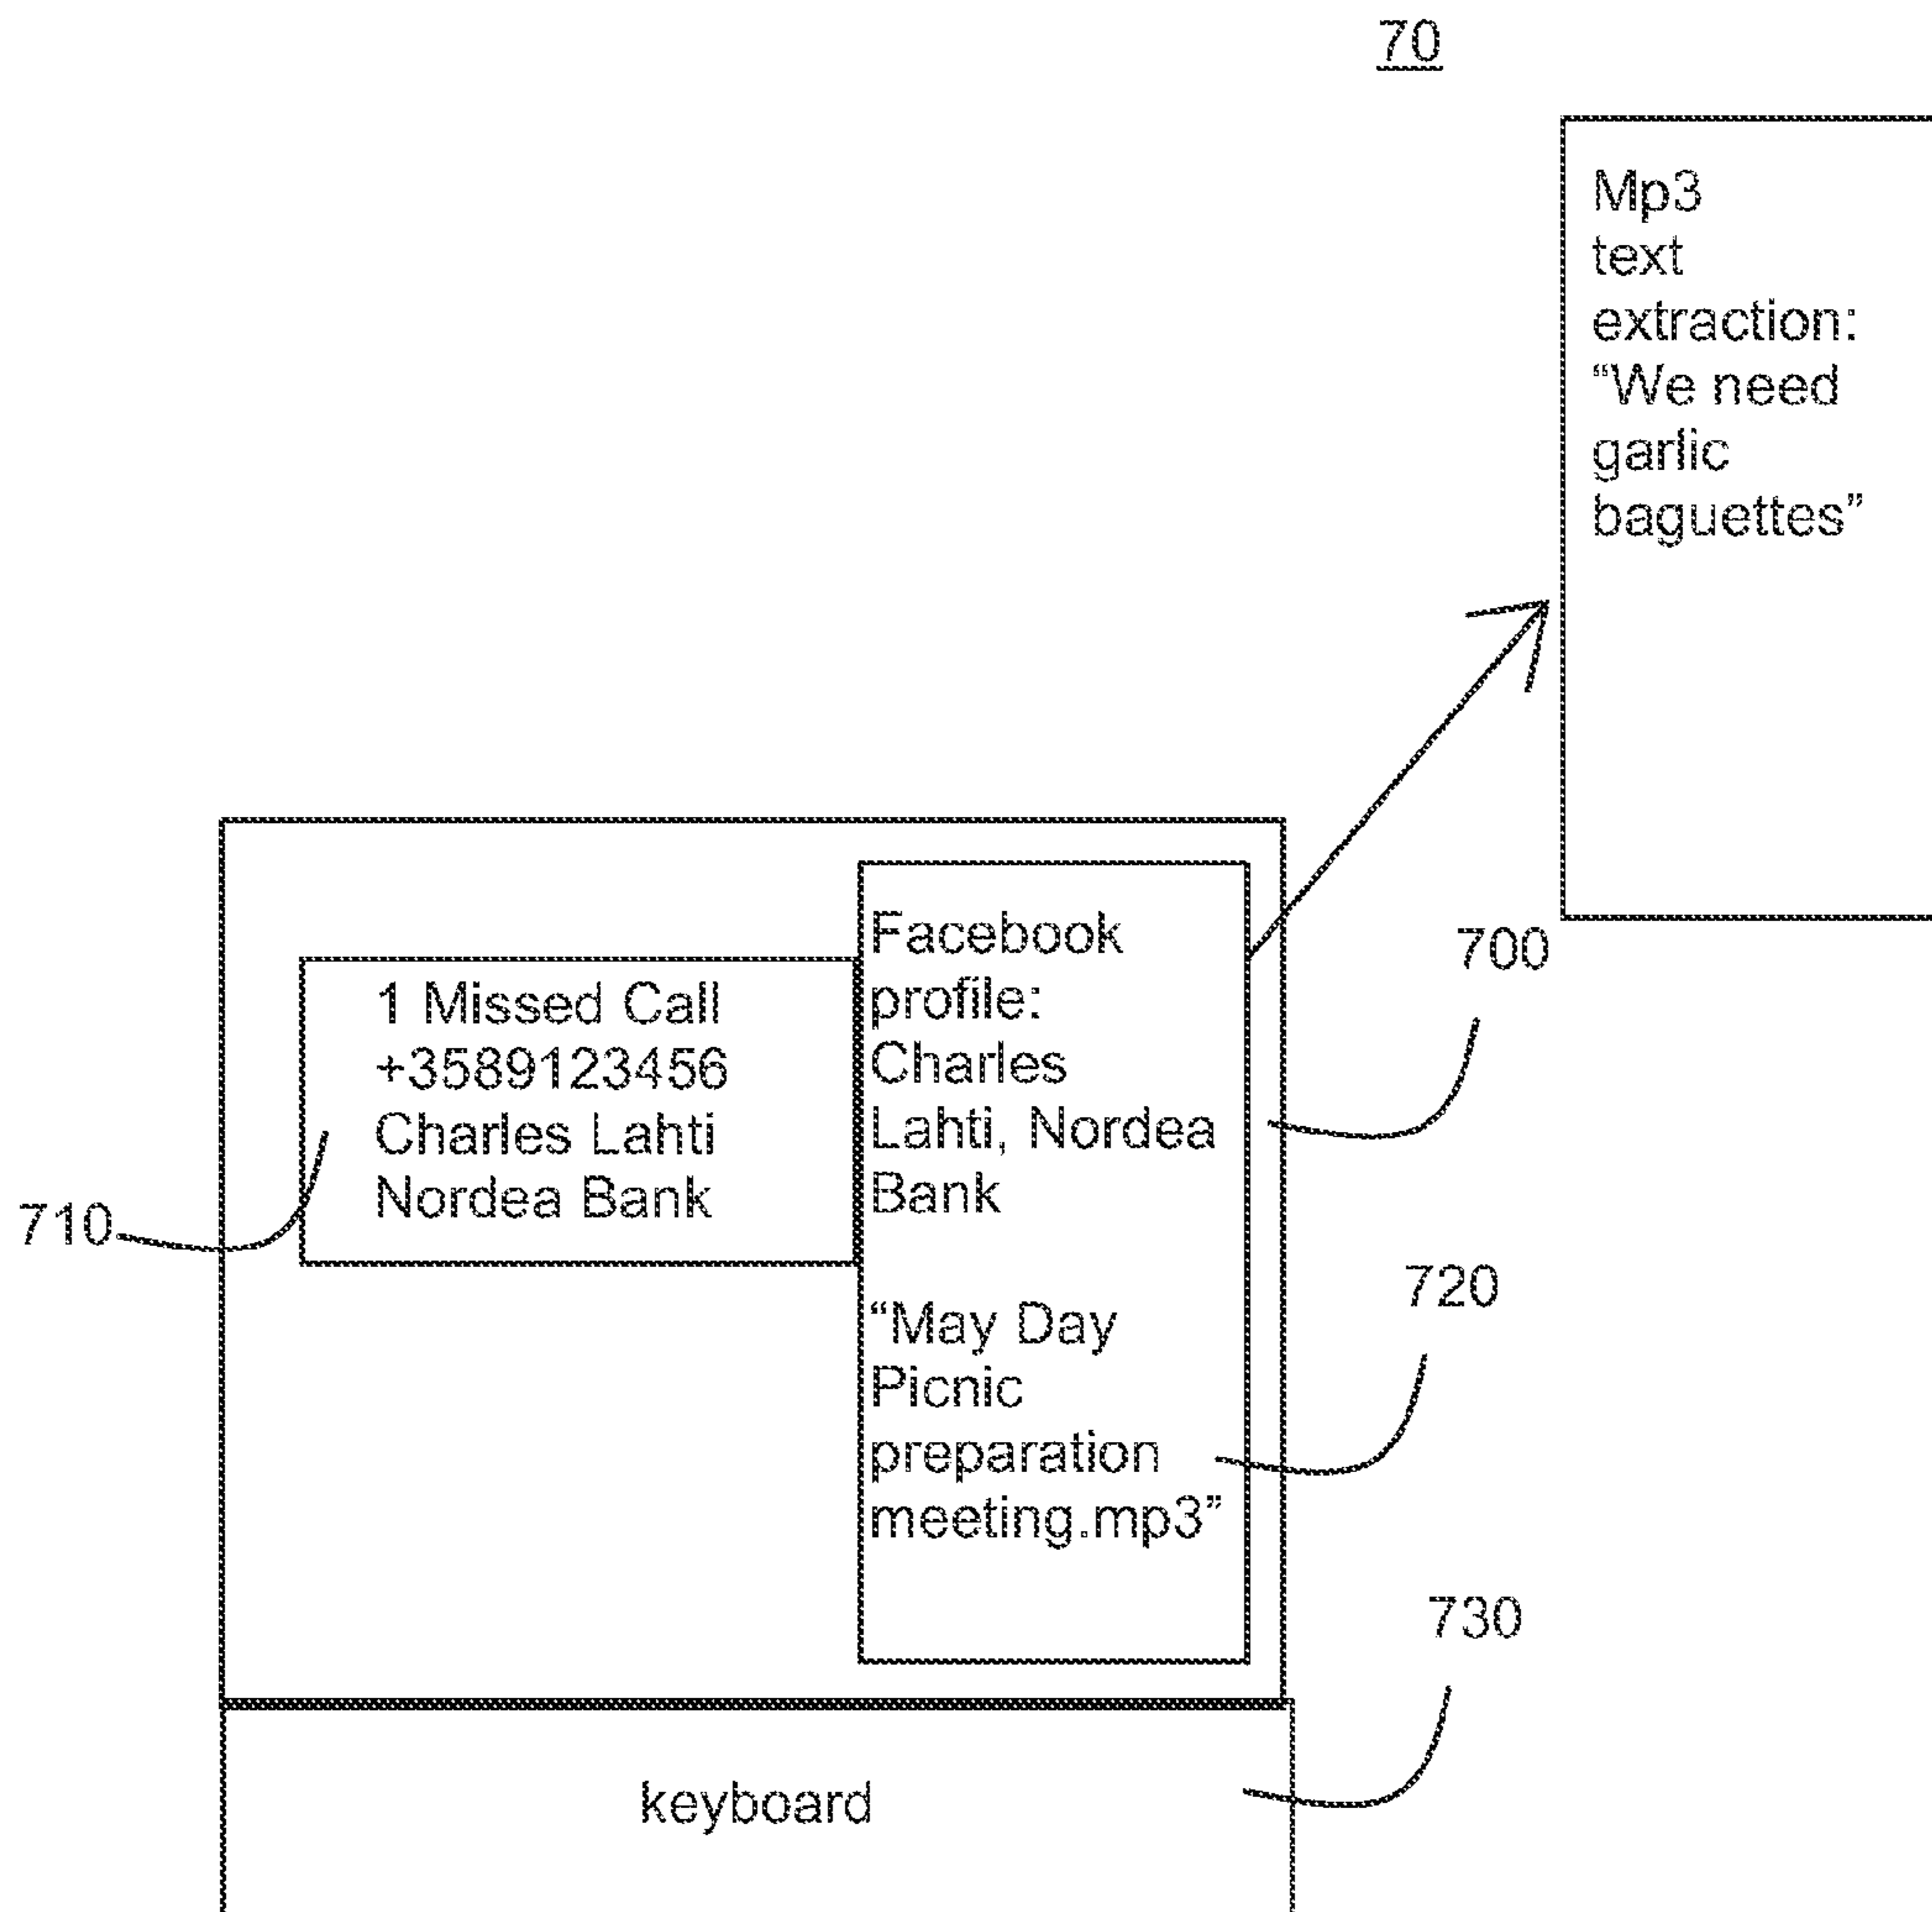 70
Mp3
text
extraction:
“We need
garlic
baguettes”
700
1 Missed Call
+3589123456
Charles Lahti
Nordea Bank
710
Facebook
profile:
Charles
Lahti, Nordea
Bank
“May Day
Picnic
preparation
meeting.mp3”
720
730
keyboard